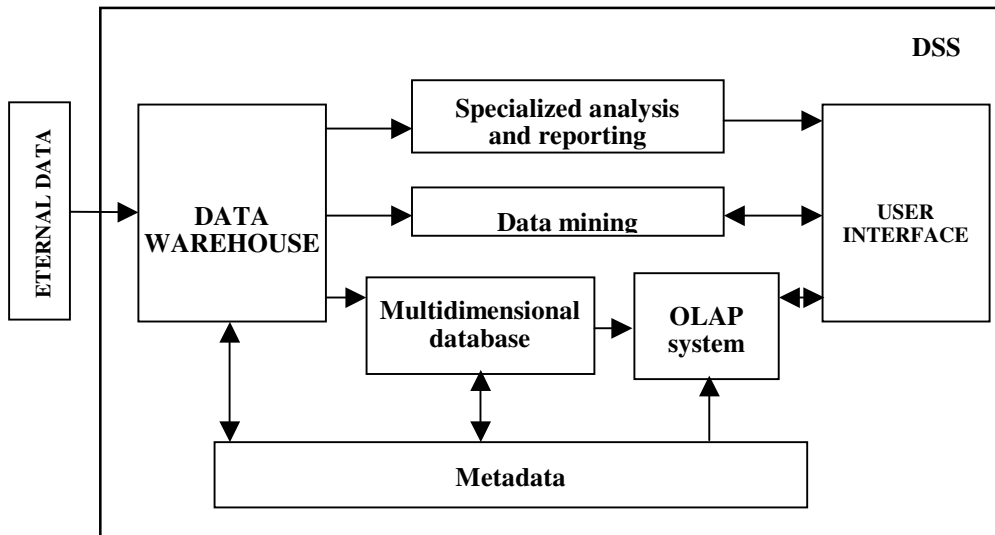 DSS
ETERNAL DATA
DATA
WAREHOUSE
Specialized analysis
and reporting
Data mining
Multidimensional
database
OLAP
system
USER
INTERFACE
Metadata